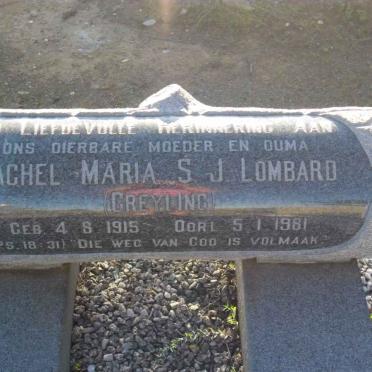 LIEFDEVOLLE HERINNERING AAN
ONS DIERBARE MOEDER EN OUMA
ACHEL MARIA S J LOMBARD
(GREYLING)
GEB. 4 8 1915 OORL 5 1 1981
PS. 18:31) DIE WEG VAN GOD IS VOLMAAK